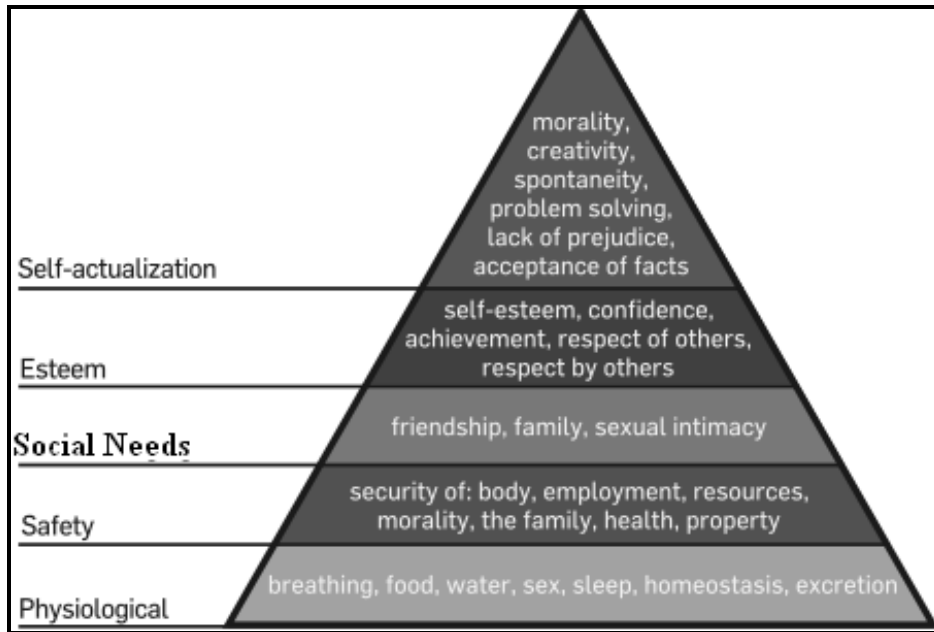 morality,
creativity,
spontaneity,
problem solving,
lack of prejudice,
acceptance of facts
Self-actualization
self-esteem, confidence,
achievement, respect of others,
respect by others
Esteem
friendship, family, sexual intimacy
Social Needs
security of: body, employment, resources,
morality, the family, health, property
Safety
breathing, food, water, sex, sleep, homeostasis, excretion
Physiological